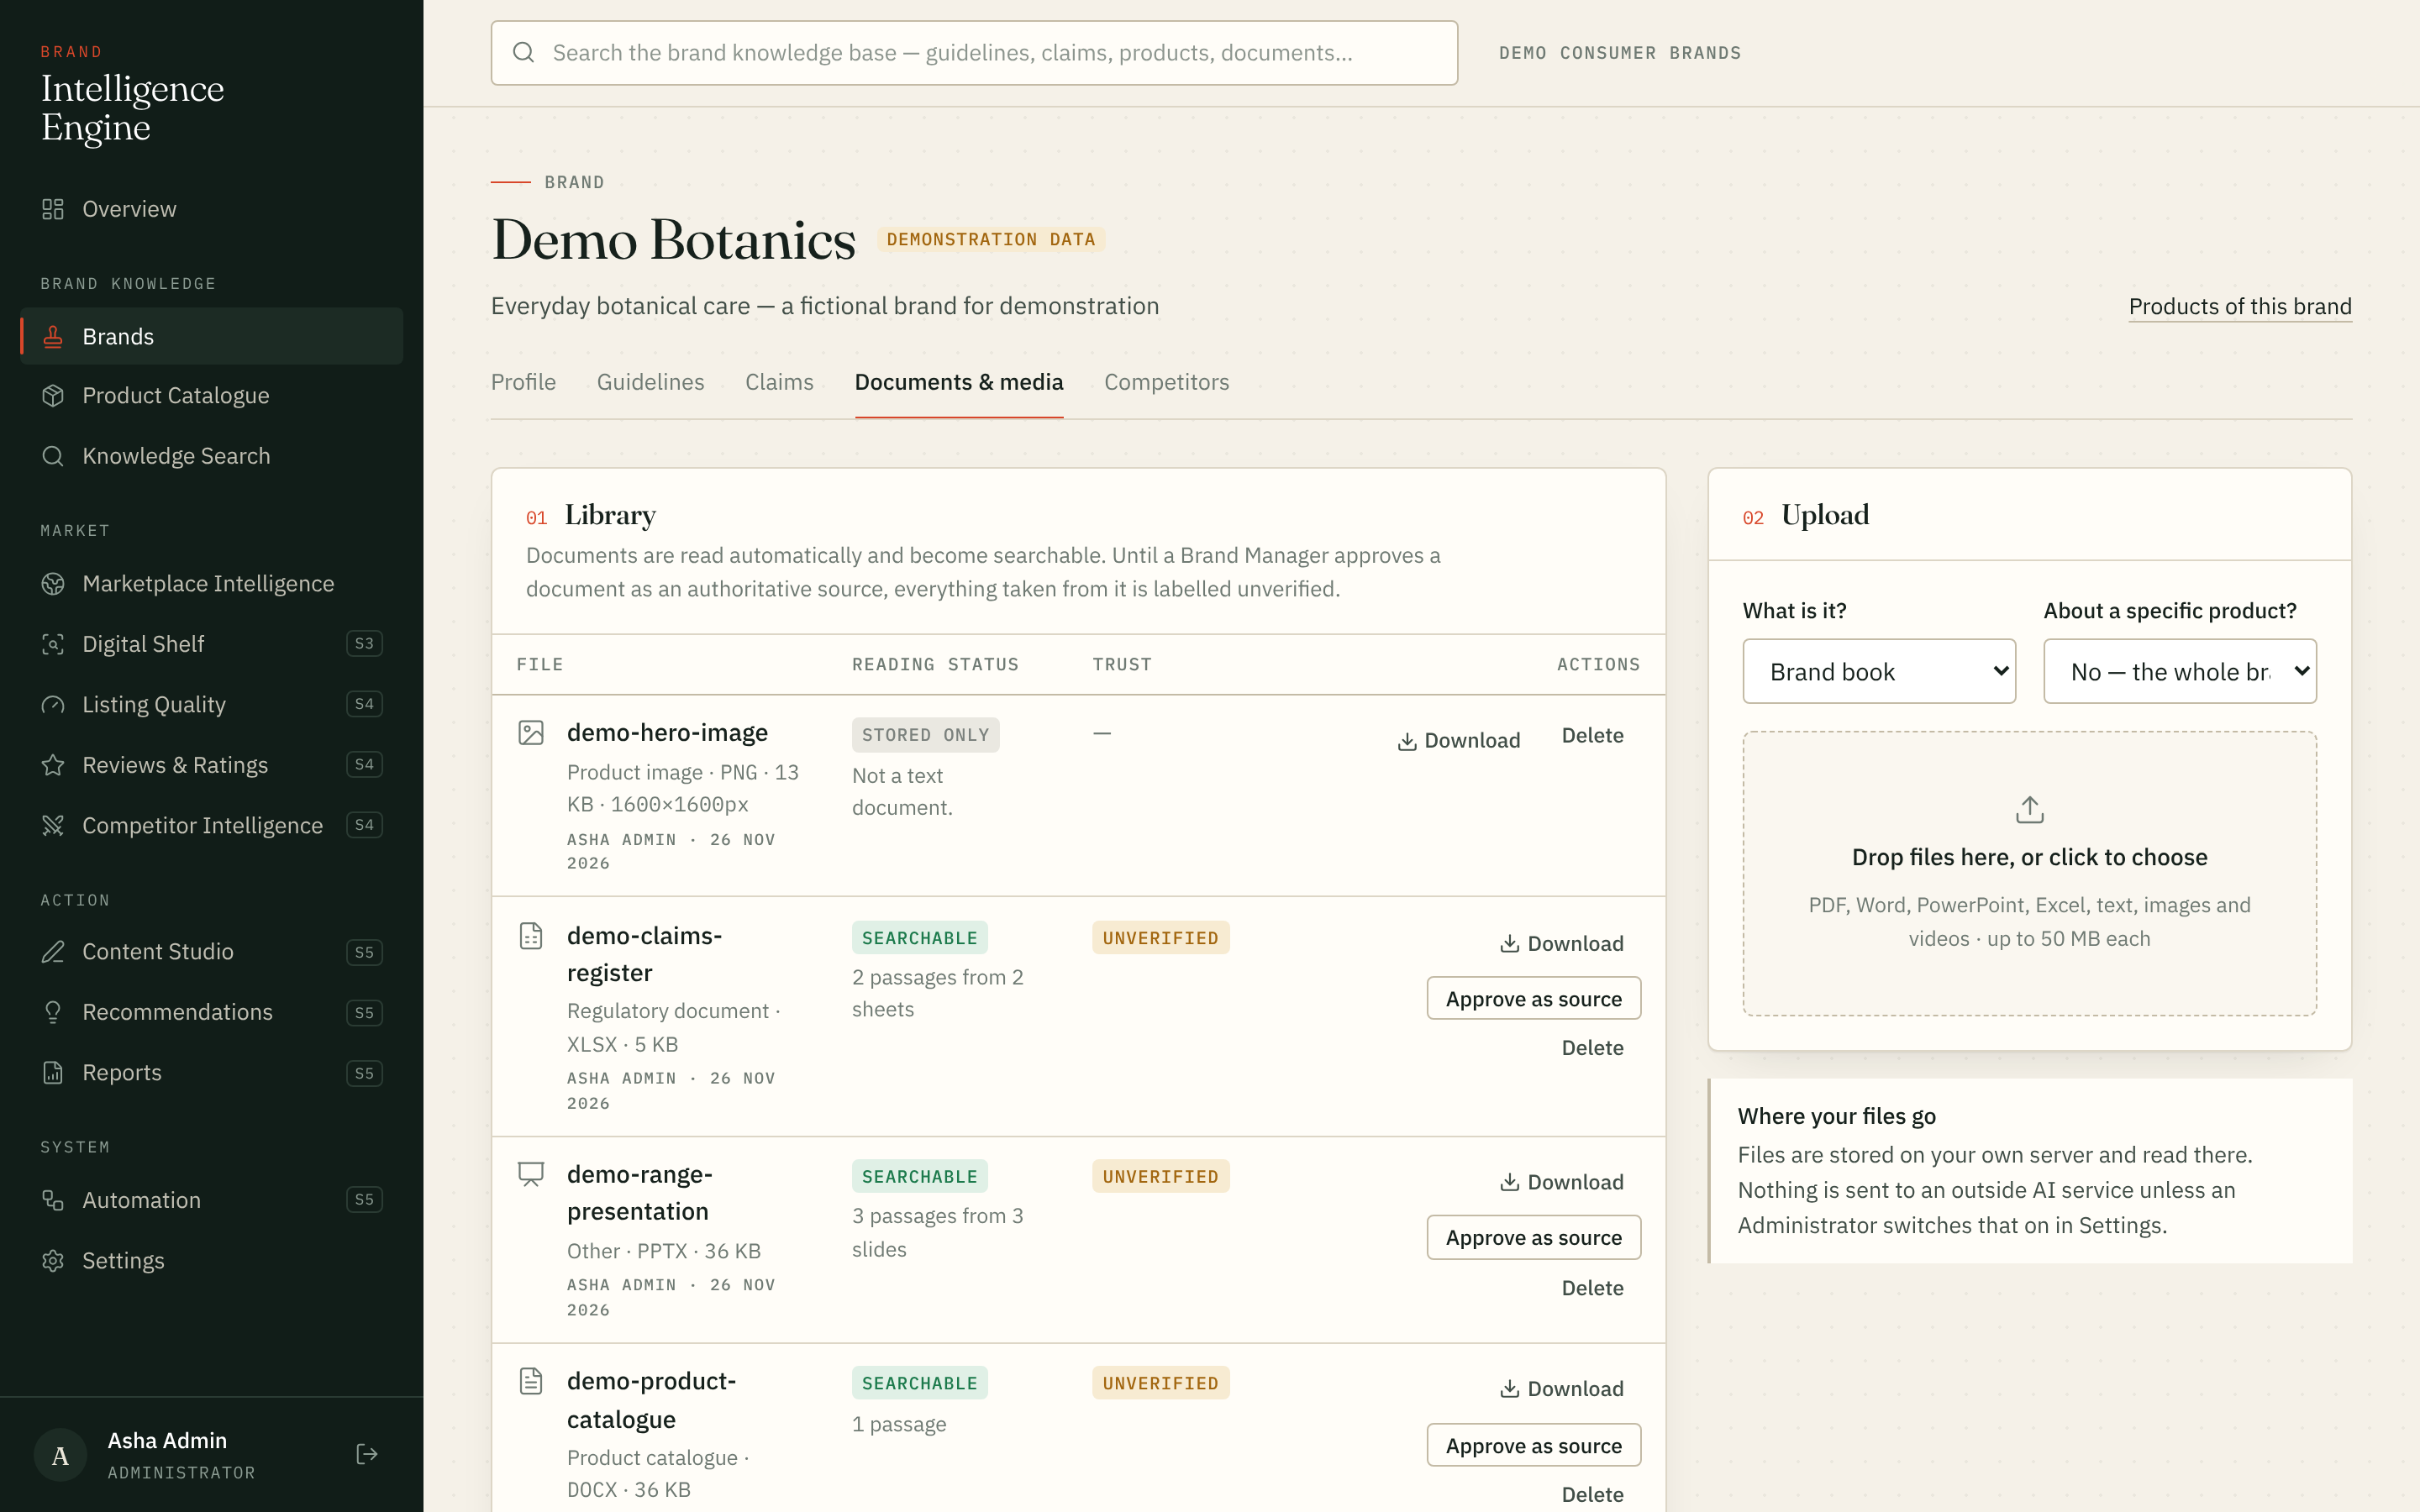 BRAND
Intelligence
Engine
Overview
BRAND KNOWLEDGE
Brands
Product Catalogue
Knowledge Search
MARKET
Marketplace Intelligence
Digital Shelf S3
Listing Quality S4
Reviews & Ratings S4
Competitor Intelligence S4
ACTION
Content Studio S5
Recommendations S5
Reports S5
SYSTEM
Automation S5
Settings
A
Asha Admin
ADMINISTRATOR
Search the brand knowledge base — guidelines, claims, products, documents...
DEMO CONSUMER BRANDS
BRAND
Demo Botanics DEMONSTRATION DATA
Everyday botanical care — a fictional brand for demonstration
Products of this brand
Profile Guidelines Claims Documents & media Competitors
01 Library
Documents are read automatically and become searchable. Until a Brand Manager approves a
document as an authoritative source, everything taken from it is labelled unverified.
FILE READING STATUS TRUST ACTIONS
demo-hero-image
Product image · PNG · 13
KB · 1600×1600px
ASHA ADMIN · 26 NOV
2026
STORED ONLY
Not a text
document.
—
Download Delete
demo-claims-
register
Regulatory document ·
XLSX · 5 KB
ASHA ADMIN · 26 NOV
2026
SEARCHABLE
2 passages from 2
sheets
UNVERIFIED
Download
Approve as source
Delete
demo-range-
presentation
Other · PPTX · 36 KB
ASHA ADMIN · 26 NOV
2026
SEARCHABLE
3 passages from 3
slides
UNVERIFIED
Download
Approve as source
Delete
demo-product-
catalogue
Product catalogue ·
DOCX · 36 KB
SEARCHABLE
1 passage
UNVERIFIED
Download
Approve as source
Delete
02 Upload
What is it? About a specific product?
Brand book No — the whole br
Drop files here, or click to choose
PDF, Word, PowerPoint, Excel, text, images and
videos · up to 50 MB each
Where your files go
Files are stored on your own server and read there.
Nothing is sent to an outside AI service unless an
Administrator switches that on in Settings.